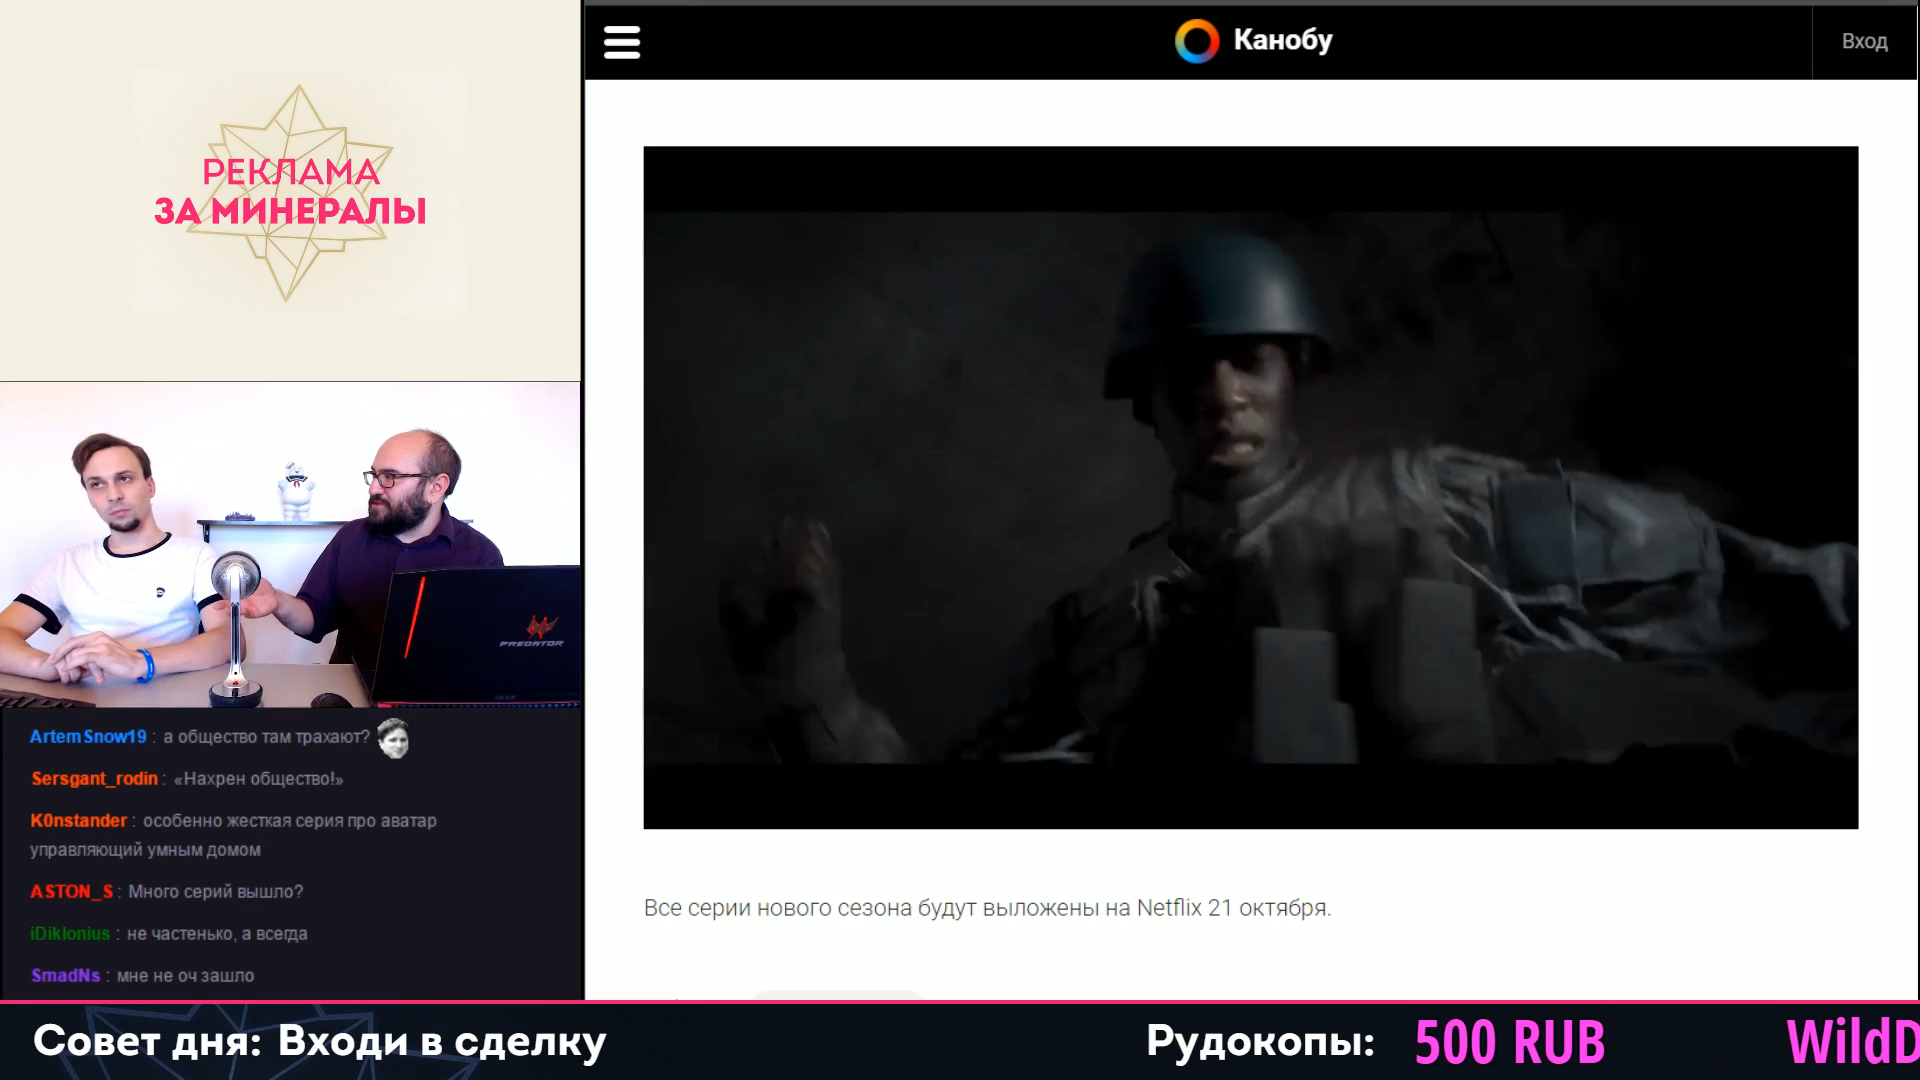 РЕКЛАМА
ЗА МИНЕРАЛЫ
Канобу
Вход
PREDATOR
acer
ArtemSnow19 : а общество там трахают?
Sersgant_rodin : «Нахрен общество!»
K0nstander : особенно жесткая серия про аватар
управляющий умным домом
ASTON_S : Много серий вышло?
iDiklonius : не частенько, а всегда
SmadNs : мне не оч зашло
Все серии нового сезона будут выложены на Netflix 21 октября.
Совет дня: Входи в сделку
Рудокопы: 500 RUB WildD